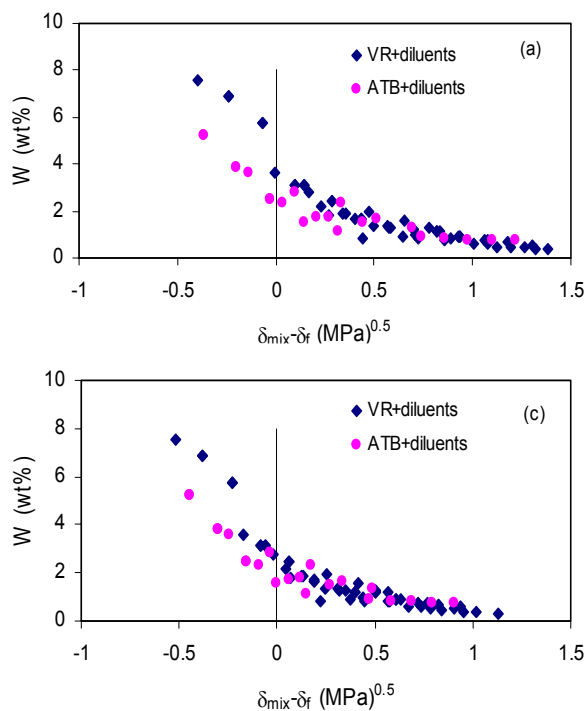 10
8
6
4
2
0
W (wt%)
VR+diluents
ATB+diluents
(a)
-1 -0.5 0 0.5 1 1.5
δmix-δf (MPa)^0.5
10
8
6
4
2
0
W (wt%)
VR+diluents
ATB+diluents
(c)
-1 -0.5 0 0.5 1 1.5
δmix-δf (MPa)^0.5